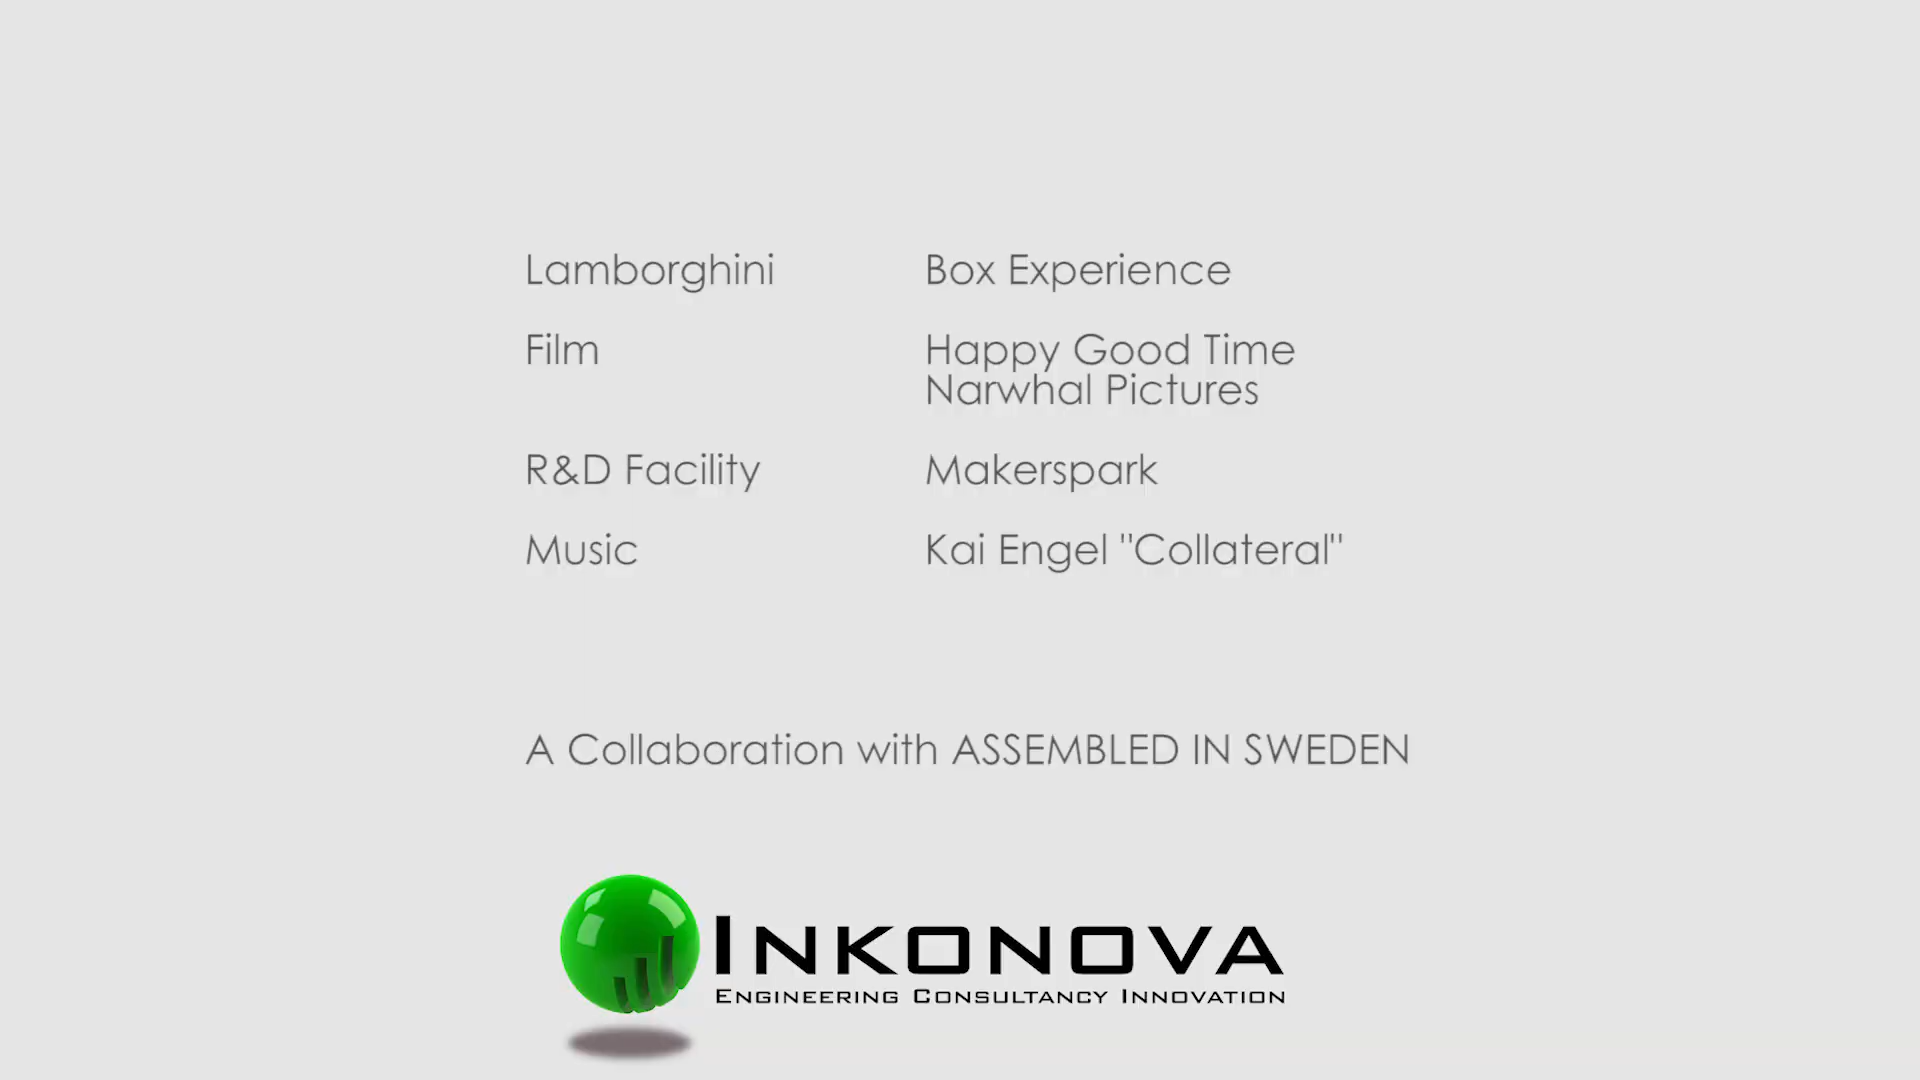 Lamborghini Box Experience
Film Happy Good Time
Narwhal Pictures
R&D Facility Makerspark
Music Kai Engel "Collateral"
A Collaboration with ASSEMBLED IN SWEDEN
INKONOVA
ENGINEERING CONSULTANCY INNOVATION